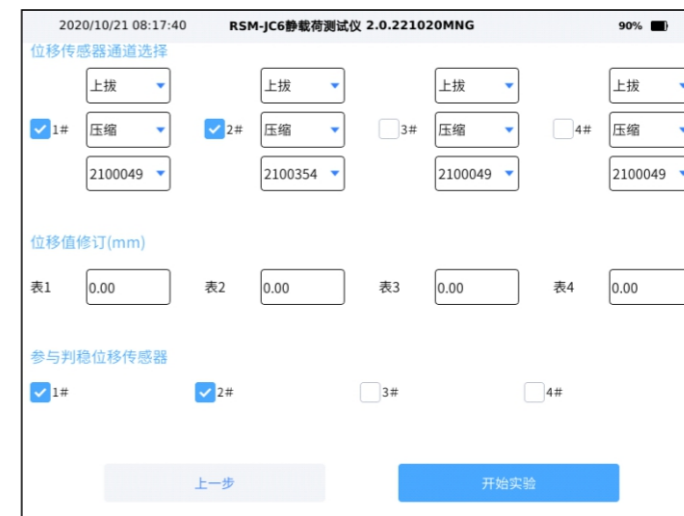 2020/10/21 08:17:40 RSM-JC6静载荷测试仪 2.0.221020MNG 90%
位移传感器通道选择
上拔 上拔 上拔 上拔
1# 压缩 2# 压缩 3# 压缩 4# 压缩
2100049 2100354 2100049 2100049
位移值修订(mm)
表1 0.00 表2 0.00 表3 0.00 表4 0.00
参与判稳位移传感器
1# 2# 3# 4#
上一步 开始实验